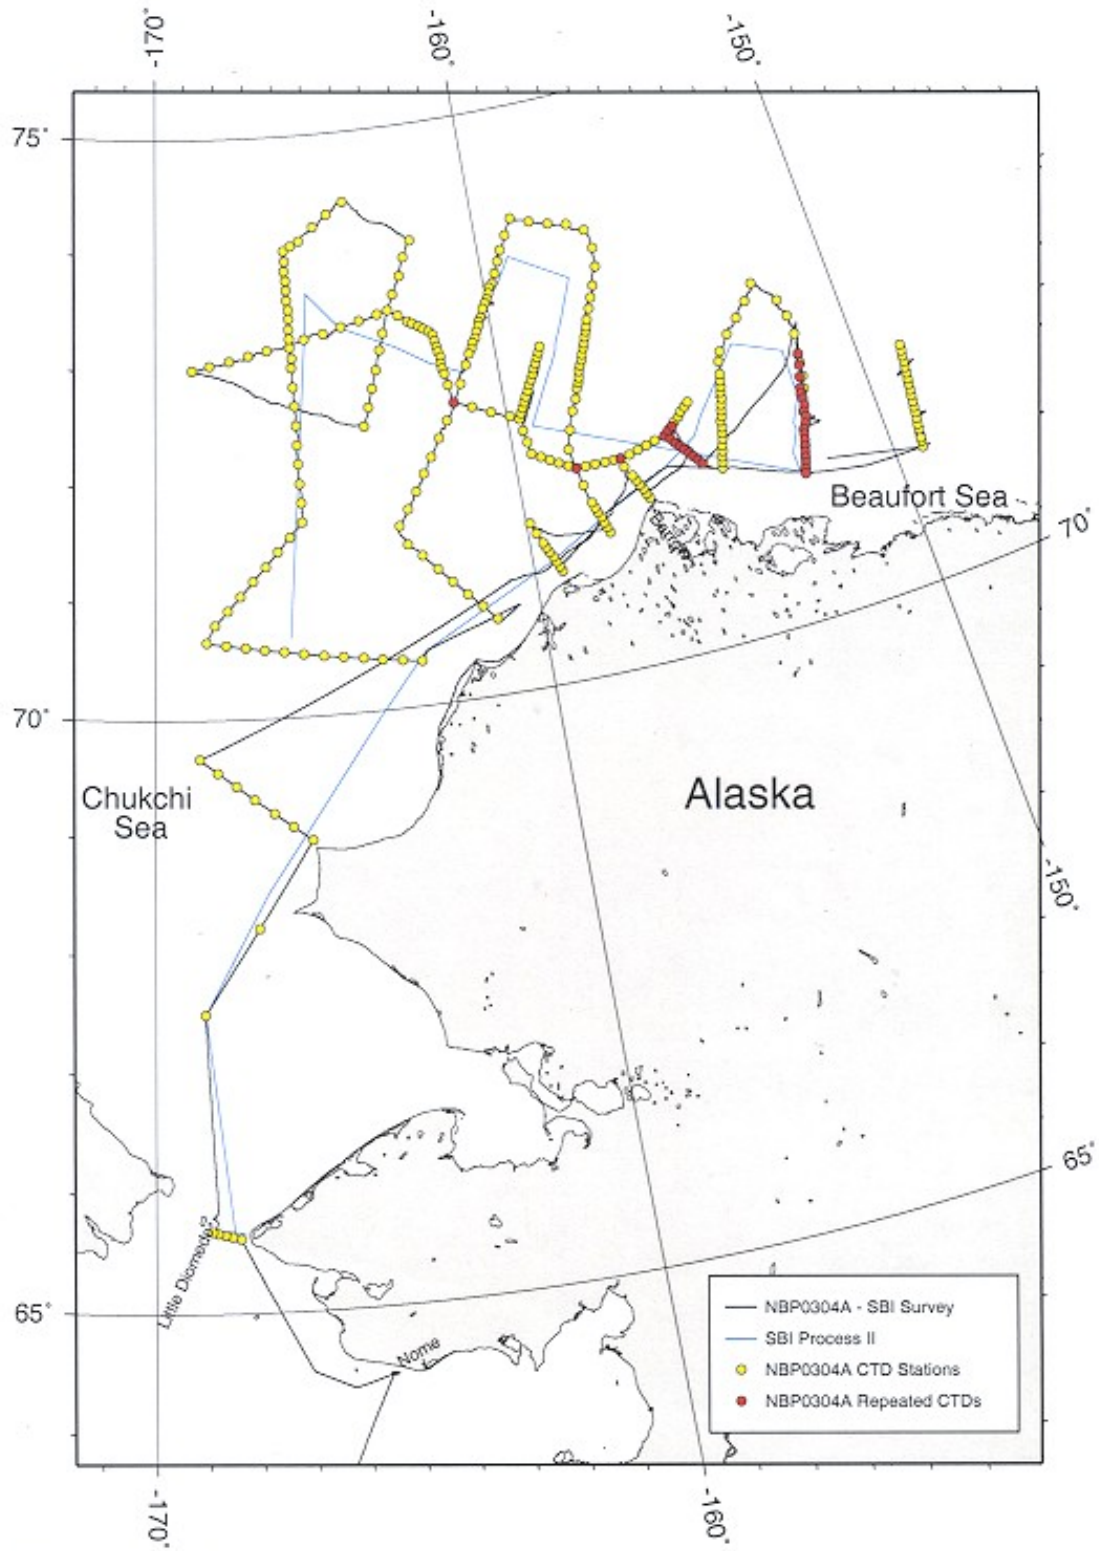 -170°
-160°
-150°
75°
Beaufort Sea
70°
70°
Chukchi
Sea
Alaska
-150°
65°
Little Diomede
65°
Nome
NBP0304A - SBI Survey
SBI Process II
NBP0304A CTD Stations
NBP0304A Repeated CTDs
-170°
-160°